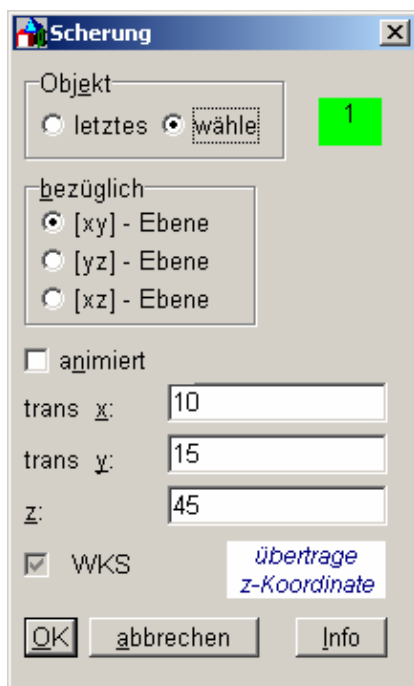 Scherung
Objekt
letztes wähle
1
bezüglich
[xy] - Ebene
[yz] - Ebene
[xz] - Ebene
animiert
trans x: 10
trans y: 15
z: 45
WKS übertrage
z-Koordinate
OK abbrechen Info